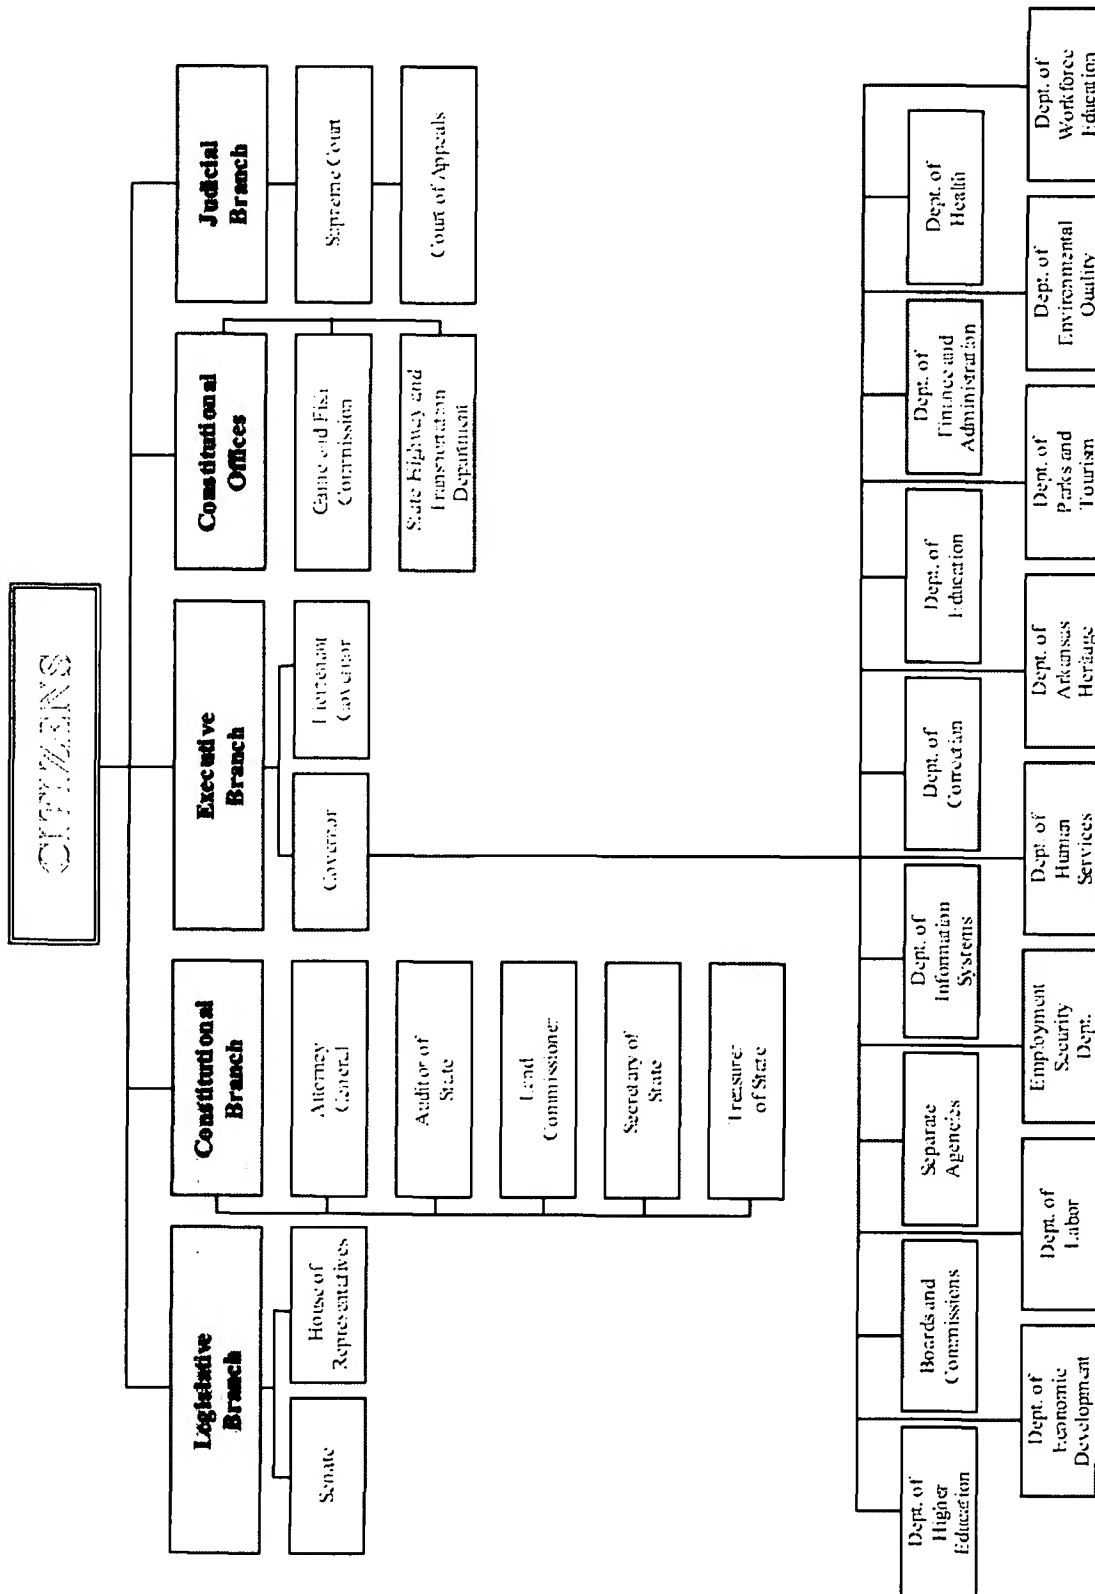 CITIZENS
Legislative
Branch
Constitutional
Branch
Executive
Branch
Constitutional
Offices
Judicial
Branch
Senate
House of
Representatives
Attorney
General
Auditor of
State
Land
Commissioner
Secretary of
State
Treasurer
of State
Governor
Lieutenant
Governor
Game and Fish
Commission
State Highway and
Transportation
Department
Supreme Court
Court of Appeals
Dept. of
Higher
Education
Boards and
Commissions
Separate
Agencies
Dept. of
Information
Systems
Dept. of
Correction
Dept. of
Education
Dept. of
Finance and
Administration
Dept. of
Health
Dept. of
Economic
Development
Dept. of
Labor
Employment
Security
Dept.
Dept. of
Human
Services
Dept. of
Arkansas
Heritage
Dept. of
Parks and
Tourism
Dept. of
Environmental
Quality
Dept. of
Workforce
Education